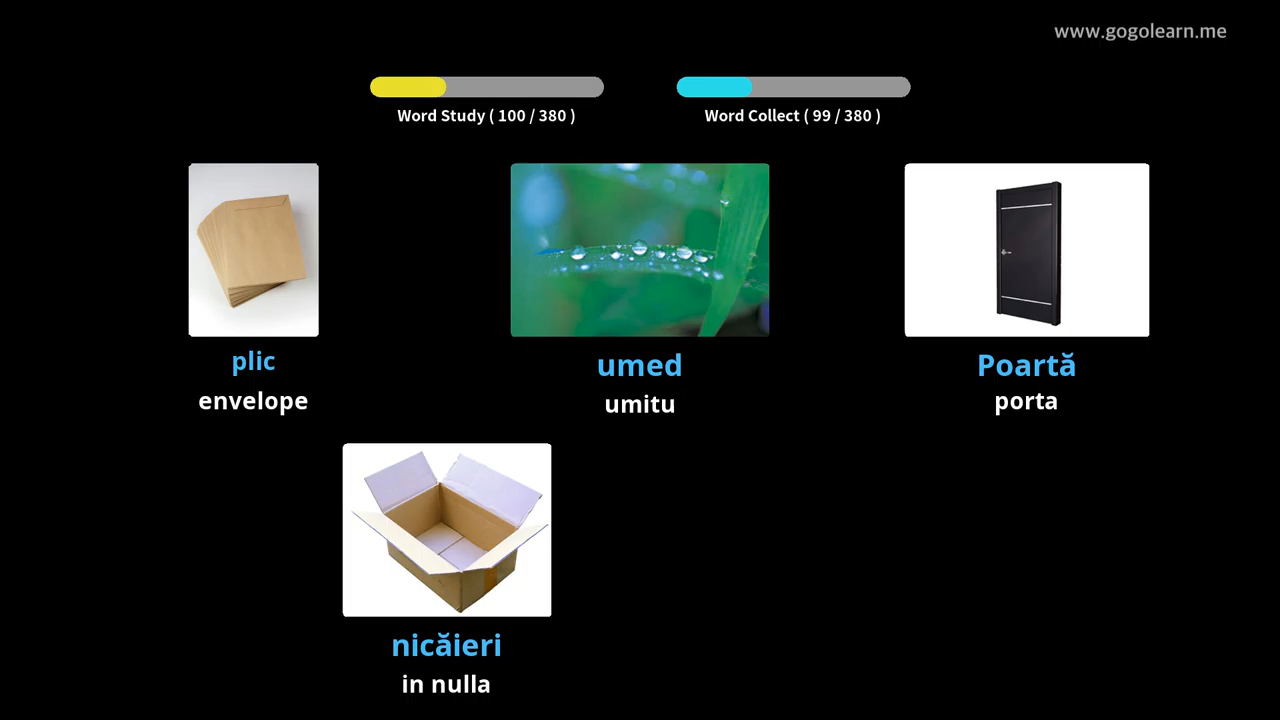 www.gogolearn.me
Word Study ( 100 / 380 )
Word Collect ( 99 / 380 )
plic
envelope
umed
umitu
Poartă
porta
nicăieri
in nulla